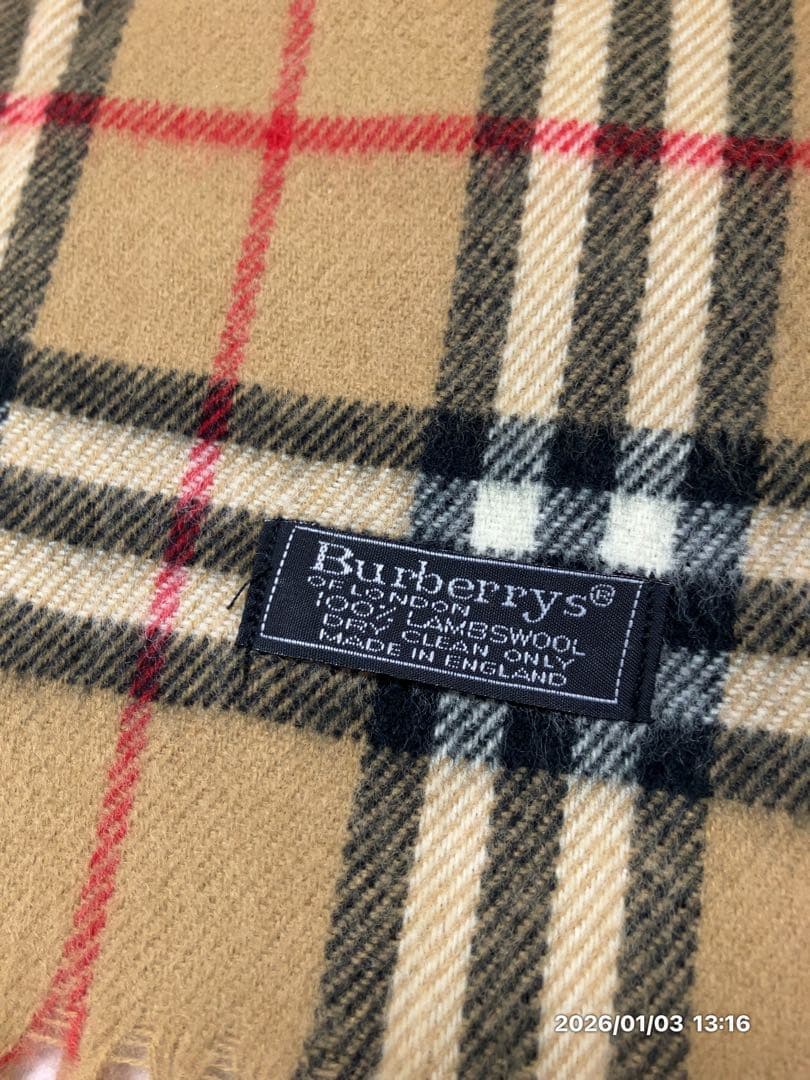 Burberrys®
OF LONDON
100% LAMBSWOOL
DRY CLEAN ONLY
MADE IN ENGLAND
2026/01/03 13:16